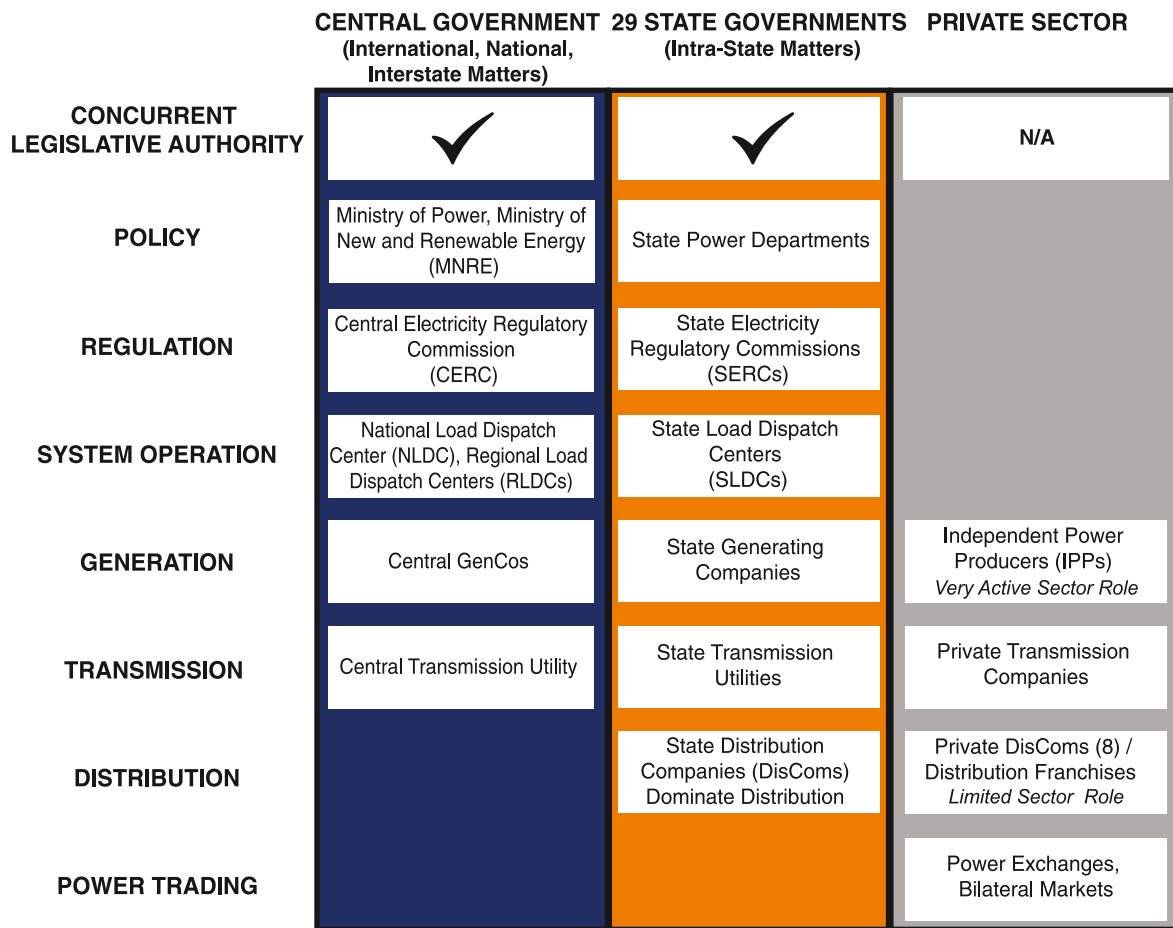 CENTRAL GOVERNMENT
(International, National,
Interstate Matters)
29 STATE GOVERNMENTS
(Intra-State Matters)
PRIVATE SECTOR
CONCURRENT
LEGISLATIVE AUTHORITY
N/A
POLICY
Ministry of Power, Ministry of
New and Renewable Energy
(MNRE)
State Power Departments
REGULATION
Central Electricity Regulatory
Commission
(CERC)
State Electricity
Regulatory Commissions
(SERCs)
SYSTEM OPERATION
National Load Dispatch
Center (NLDC), Regional Load
Dispatch Centers (RLDCs)
State Load Dispatch
Centers
(SLDCs)
GENERATION
Central GenCos
State Generating
Companies
Independent Power
Producers (IPPs)
Very Active Sector Role
TRANSMISSION
Central Transmission Utility
State Transmission
Utilities
Private Transmission
Companies
DISTRIBUTION
State Distribution
Companies (DisComs)
Dominate Distribution
Private DisComs (8) /
Distribution Franchises
Limited Sector Role
POWER TRADING
Power Exchanges,
Bilateral Markets